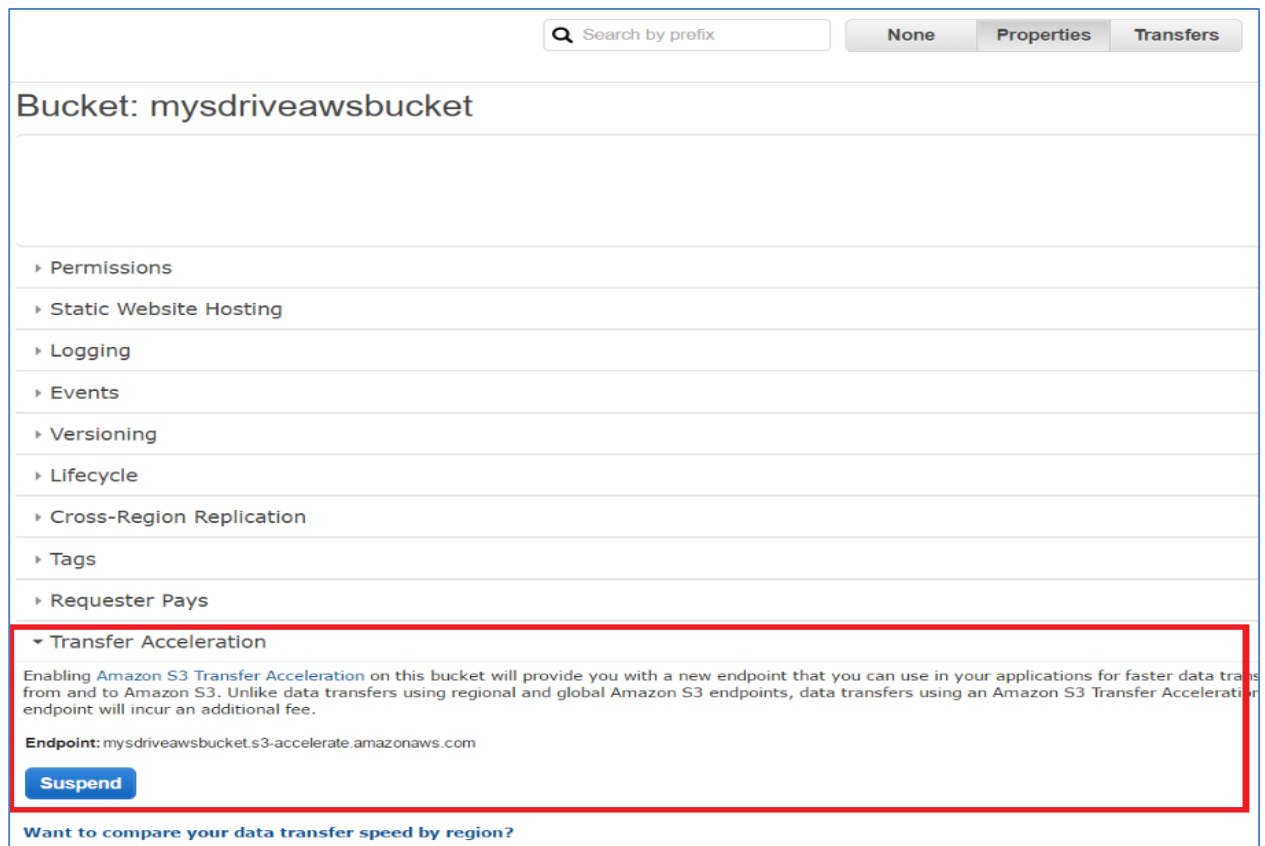 Search by prefix
None
Properties
Transfers
Bucket: mysdriveawsbucket
Permissions
Static Website Hosting
Logging
Events
Versioning
Lifecycle
Cross-Region Replication
Tags
Requester Pays
Transfer Acceleration
Enabling Amazon S3 Transfer Acceleration on this bucket will provide you with a new endpoint that you can use in your applications for faster data trans
from and to Amazon S3. Unlike data transfers using regional and global Amazon S3 endpoints, data transfers using an Amazon S3 Transfer Acceleratio
endpoint will incur an additional fee.
Endpoint: mysdriveawsbucket.s3-accelerate.amazonaws.com
Suspend
Want to compare your data transfer speed by region?